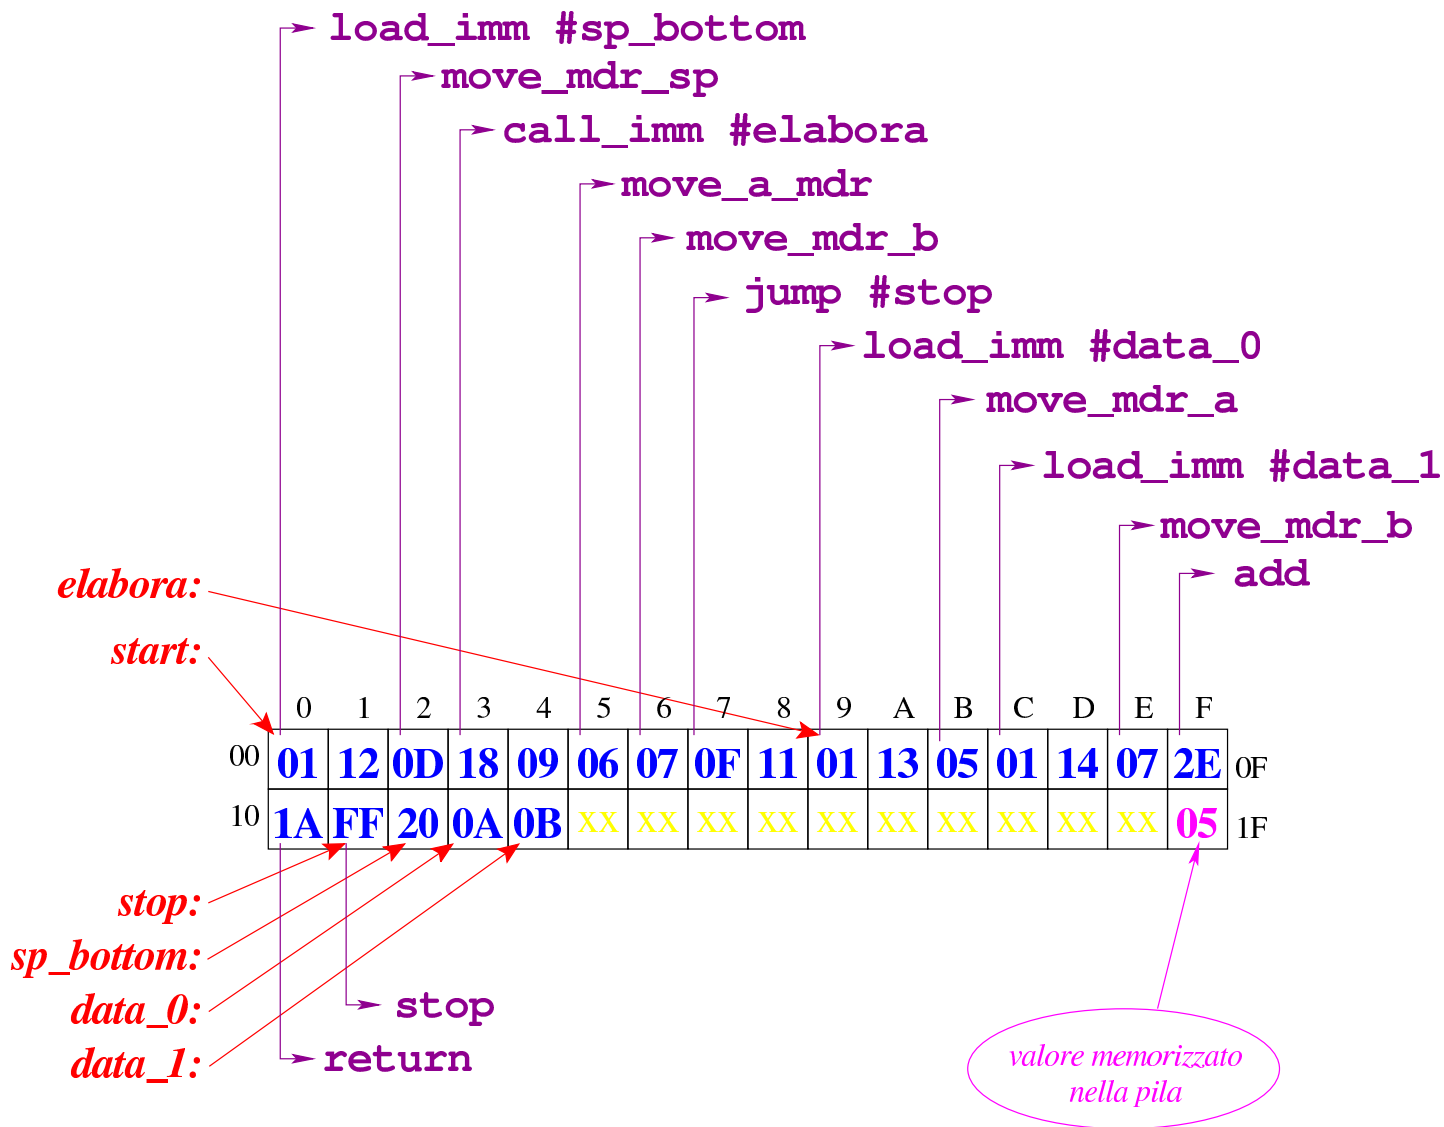 load_imm #sp_bottom
move_mdr_sp
call_imm #elabora
move_a_mdr
move_mdr_b
jump #stop
load_imm #data_0
move_mdr_a
load_imm #data_1
move_mdr_b
add
elabora:
start:
0 1 2 3 4 5 6 7 8 9 A B C D E F
00 01 12 0D 18 09 06 07 0F 11 01 13 05 01 14 07 2E 0F
10 1A FF 20 0A 0B xx xx xx xx xx xx xx xx xx xx 05 1F
stop:
sp_bottom:
data_0:
data_1:
stop
return
valore memorizzato
nella pila